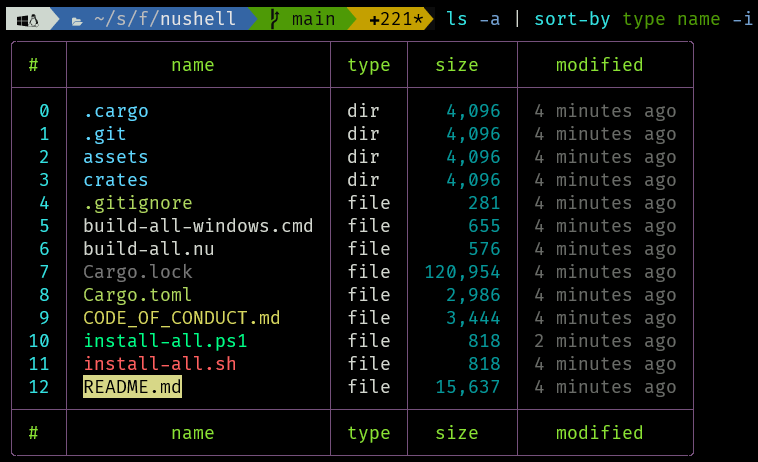 ~/s/f/nushell main +221* ls -a | sort-by type name -i
# name type size modified
0 .cargo dir 4,096 4 minutes ago
1 .git dir 4,096 4 minutes ago
2 assets dir 4,096 4 minutes ago
3 crates dir 4,096 4 minutes ago
4 .gitignore file 281 4 minutes ago
5 build-all-windows.cmd file 655 4 minutes ago
6 build-all.nu file 576 4 minutes ago
7 Cargo.lock file 120,954 4 minutes ago
8 Cargo.toml file 2,986 4 minutes ago
9 CODE_OF_CONDUCT.md file 3,444 4 minutes ago
10 install-all.ps1 file 818 2 minutes ago
11 install-all.sh file 818 4 minutes ago
12 README.md file 15,637 4 minutes ago
# name type size modified